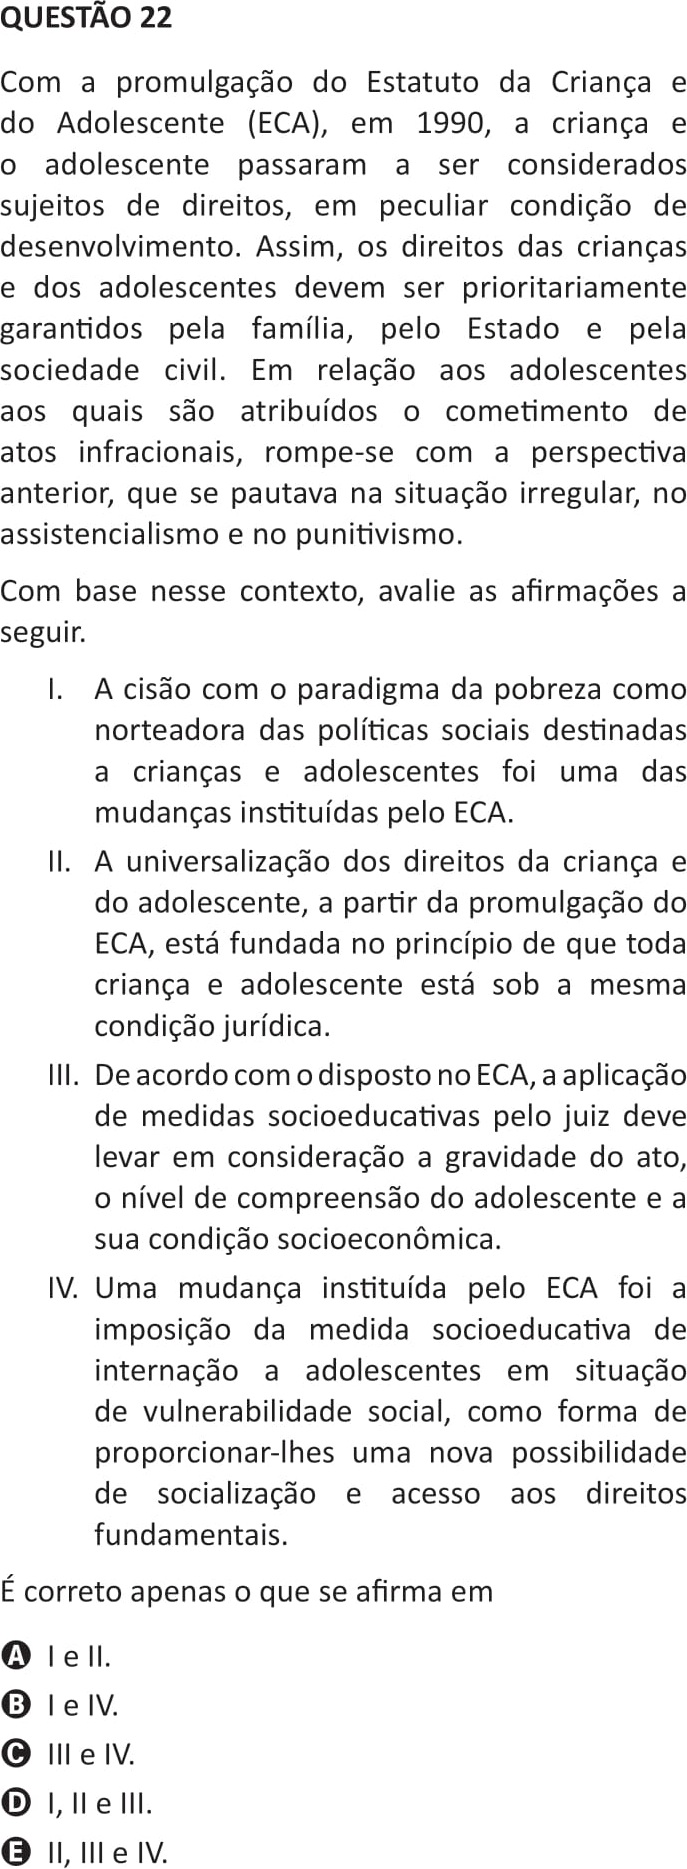 QUESTÃO 22
Com a promulgação do Estatuto da Criança e
do Adolescente (ECA), em 1990, a criança e
o adolescente passaram a ser considerados
sujeitos de direitos, em peculiar condição de
desenvolvimento. Assim, os direitos das crianças
e dos adolescentes devem ser prioritariamente
garantidos pela família, pelo Estado e pela
sociedade civil. Em relação aos adolescentes
aos quais são atribuídos o cometimento de
atos infracionais, rompe-se com a perspectiva
anterior, que se pautava na situação irregular, no
assistencialismo e no punitivismo.
Com base nesse contexto, avalie as afirmações a
seguir.
I. A cisão com o paradigma da pobreza como
norteadora das políticas sociais destinadas
a crianças e adolescentes foi uma das
mudanças instituídas pelo ECA.
II. A universalização dos direitos da criança e
do adolescente, a partir da promulgação do
ECA, está fundada no princípio de que toda
criança e adolescente está sob a mesma
condição jurídica.
III. De acordo com o disposto no ECA, a aplicação
de medidas socioeducativas pelo juiz deve
levar em consideração a gravidade do ato,
o nível de compreensão do adolescente e a
sua condição socioeconômica.
IV. Uma mudança instituída pelo ECA foi a
imposição da medida socioeducativa de
internação a adolescentes em situação
de vulnerabilidade social, como forma de
proporcionar-lhes uma nova possibilidade
de socialização e acesso aos direitos
fundamentais.
É correto apenas o que se afirma em
A I e II.
B I e IV.
C III e IV.
D I, II e III.
E II, III e IV.